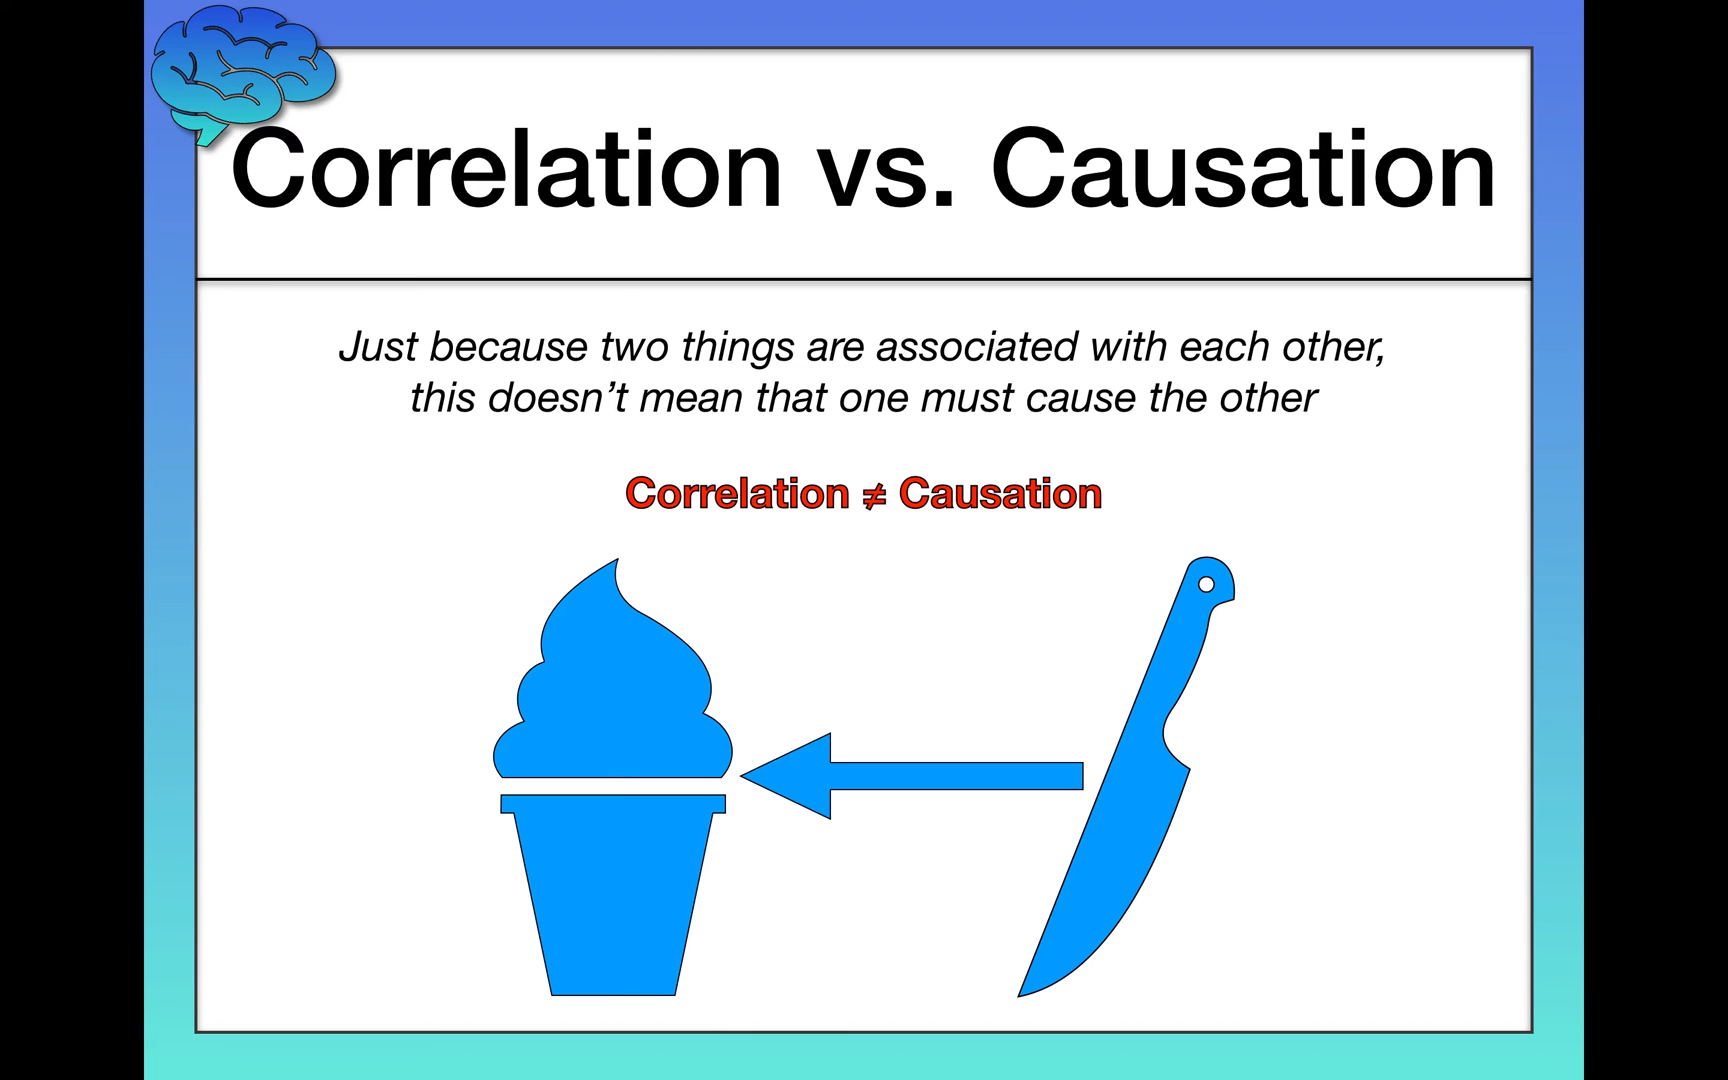 Correlation vs. Causation
Just because two things are associated with each other,
this doesn’t mean that one must cause the other
Correlation ≠ Causation